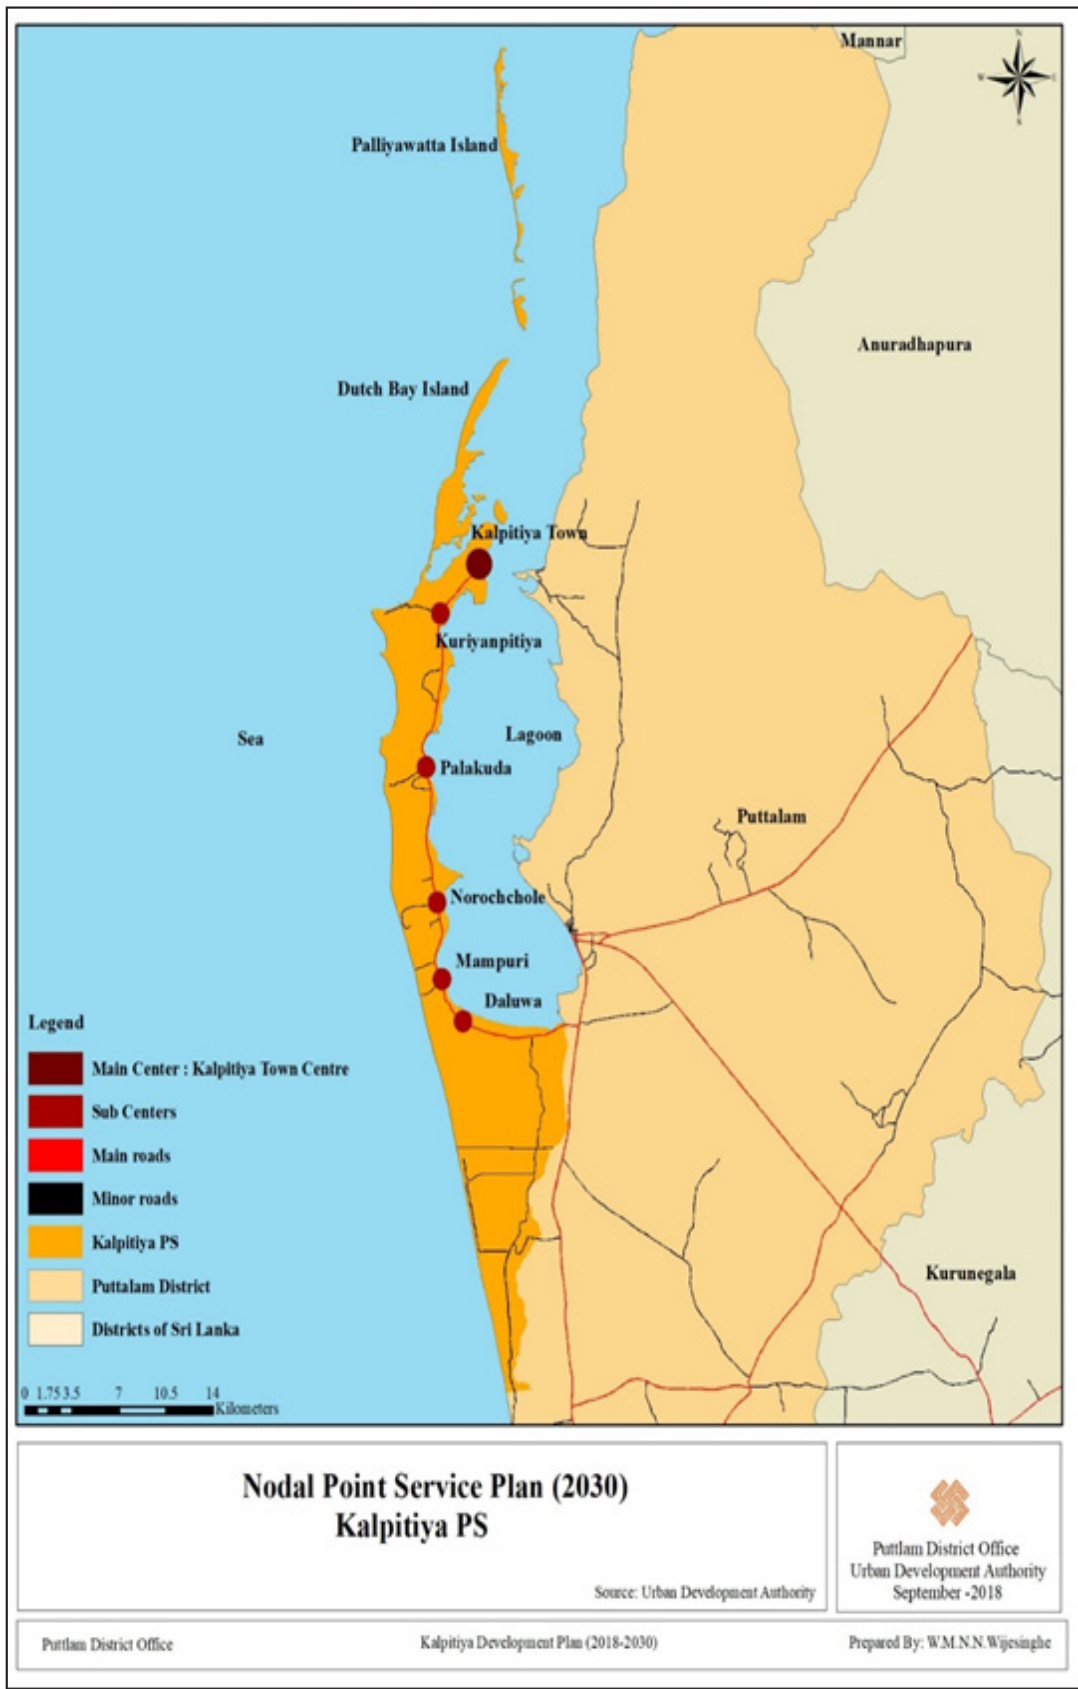 Mannar
N
W
E
N
Palliyawatta Island
Anuradhapura
Dutch Bay Island
Kalpitiya Town
Kuriyanpitiya
Sea
Lagoon
Palakuda
Puttalam
Norochchole
Mampuri
Daluwa
Legend
Main Center : Kalpitiya Town Centre
Sub Centers
Main roads
Minor roads
Kalpitiya PS
Puttalam District
Districts of Sri Lanka
Kurunegala
0 1.75 3.5 7 10.5 14
Kilometers
Nodal Point Service Plan (2030)
Kalpitiya PS
Source: Urban Development Authority
Puttlam District Office
Urban Development Authority
September -2018
Puttlam District Office
Kalpitiya Development Plan (2018-2030)
Prepared By: W.M.N.N.Wijesinghe